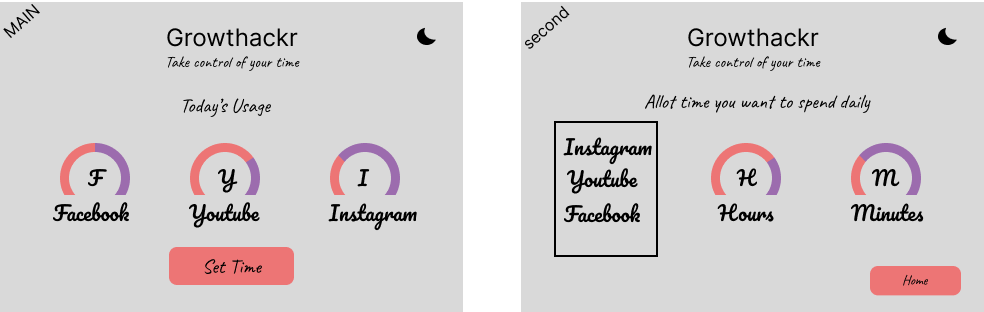 MAIN
Growthackr
Take control of your time
Today's Usage
F
Y
I
Facebook
Youtube
Instagram
Set Time
second
Growthackr
Take control of your time
Allot time you want to spend daily
Instagram
Youtube
Facebook
H
M
Hours
Minutes
Home